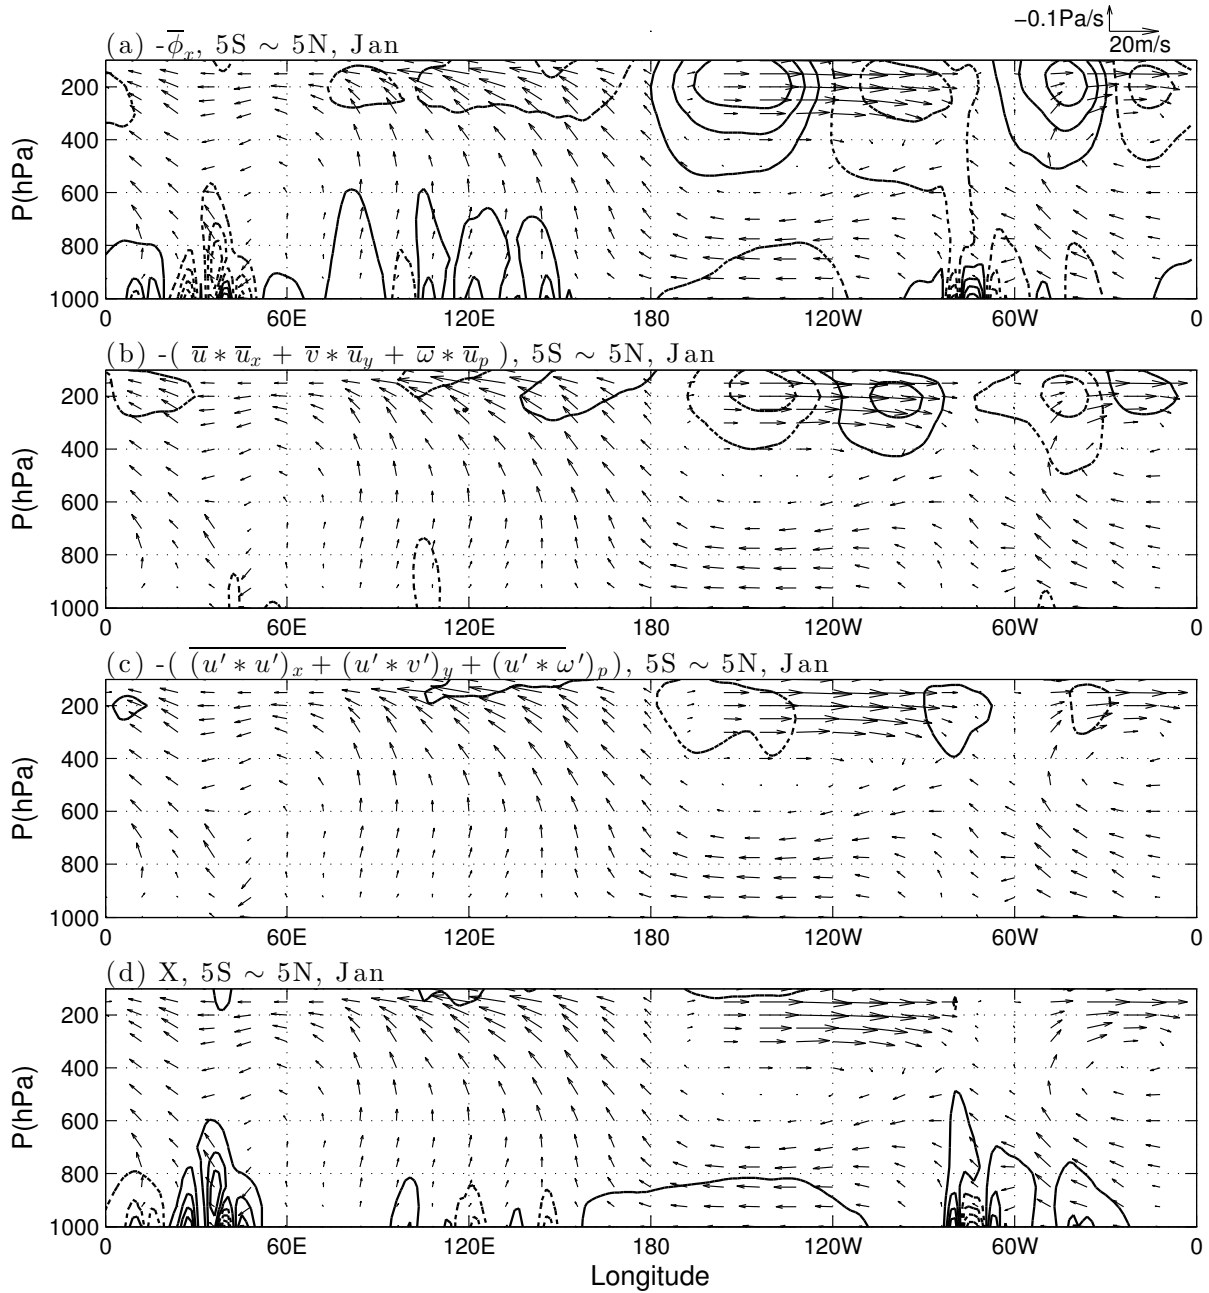 −0.1Pa/s
20m/s
(a) -ϕ̅ₓ, 5S ∼ 5N, Jan
P(hPa)
200
400
600
800
1000
0 60E 120E 180 120W 60W 0
(b) -( u̅ ∗ u̅ₓ + v̅ ∗ u̅_y + ω̅ ∗ u̅_p ), 5S ∼ 5N, Jan
P(hPa)
200
400
600
800
1000
0 60E 120E 180 120W 60W 0
(c) -( (u′ ∗ u′)ₓ + (u′ ∗ v′)_y + (u′ ∗ ω′)_p ), 5S ∼ 5N, Jan
P(hPa)
200
400
600
800
1000
0 60E 120E 180 120W 60W 0
(d) X, 5S ∼ 5N, Jan
P(hPa)
200
400
600
800
1000
0 60E 120E 180 120W 60W 0
Longitude